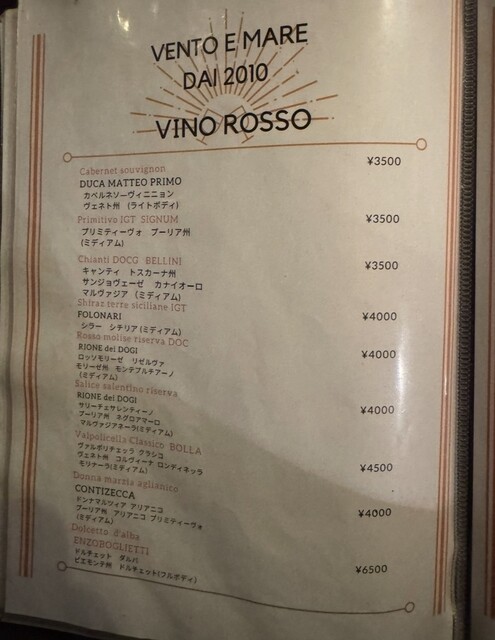 VENTO E MARE
DAI 2010
VINO ROSSO
Cabernet souvignon ¥3500
DUCA MATTEO PRIMO
カベルネソーヴィニニョン
ヴェネト州 (ライトボディ)
Primitivo IGT SIGNUM ¥3500
プリミティーヴォ プーリア州
(ミディアム)
Chianti DOCG BELLINI ¥3500
キャンティ トスカーナ州
サンジョヴェーゼ カナイオーロ
マルヴァジア (ミディアム)
Shiraz terre siciliane IGT
FOLONARI ¥4000
シラー シチリア (ミディアム)
Rosso molise riserva DOC
RIONE dei DOGI ¥4000
ロッソモリーゼ リゼルヴァ
モリーゼ州 モンテプルチアーノ
(ミディアム)
Salice salentino riserva
RIONE dei DOGI ¥4000
サリーチェサレンティーノ
プーリア州 ネグロアマーロ
マルヴァジアネーラ(ミディアム)
Valpolicella Classico BOLLA
ヴァルポリチェッラ クラシコ ¥4500
ヴェネト州 コルヴィーナ ロンディネッラ
モリナーラ(ミディアム)
Donna marzia aglianico
CONTIZECCA ¥4000
ドンナマルツィア アリアニコ
プーリア州 アリアニコ プリミティーヴォ
(ミディアム)
Dolcetto d'alba
ENZOBOGLIETTI ¥6500
ドルチェット ダルバ
ピエモンテ州 ドルチェット(フルボディ)